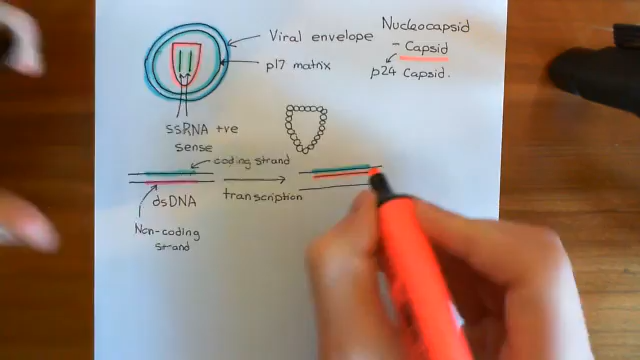 Nucleocapsid
- Capsid
p24 Capsid.
Viral envelope
p17 matrix
ssRNA +ve
sense
coding strand
dsDNA
transcription
Non-coding
strand